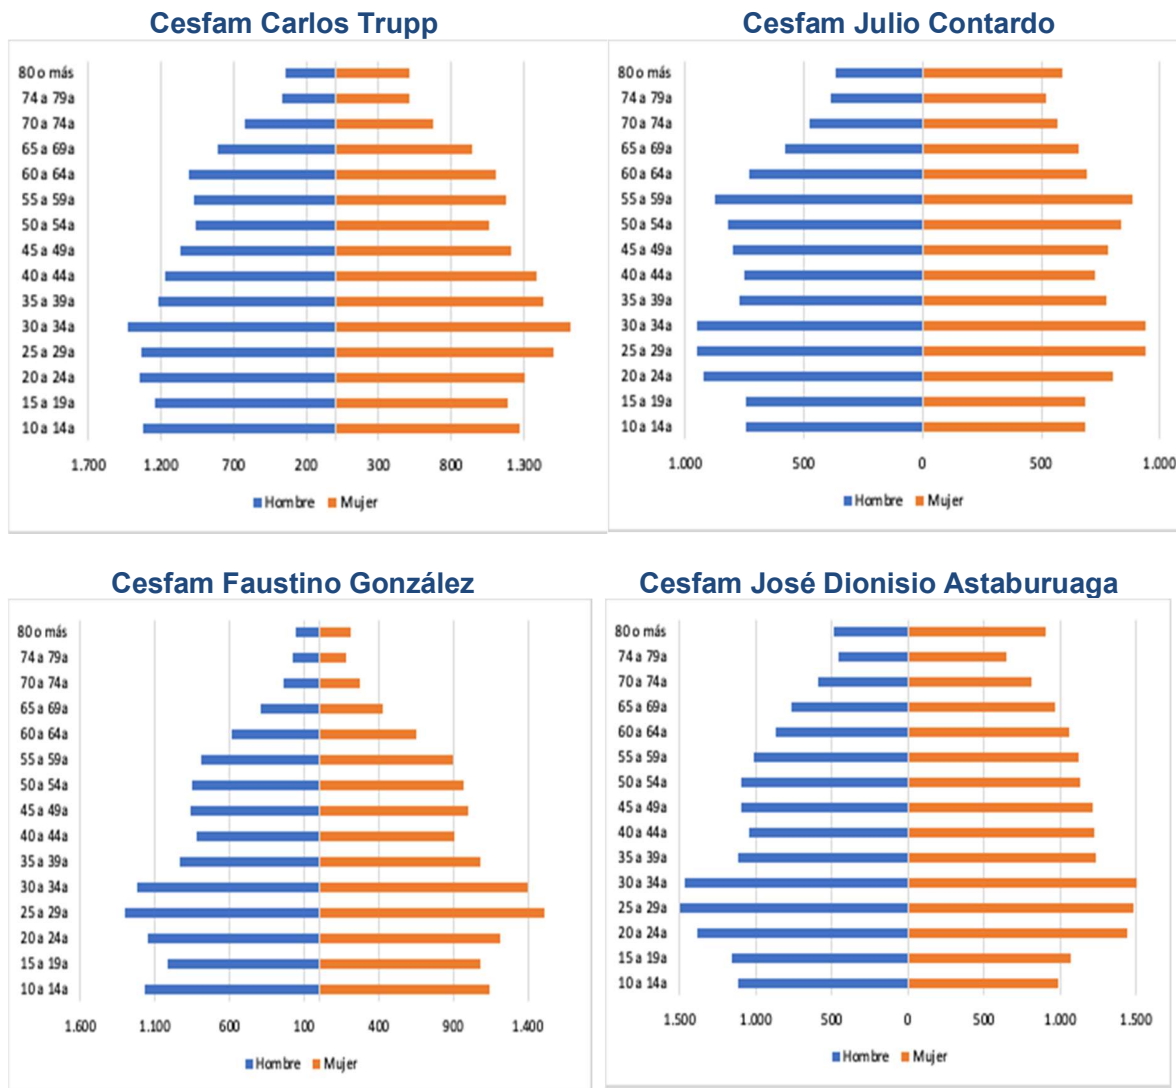 Cesfam Carlos Trupp
80 o más
74 a 79a
70 a 74a
65 a 69a
60 a 64a
55 a 59a
50 a 54a
45 a 49a
40 a 44a
35 a 39a
30 a 34a
25 a 29a
20 a 24a
15 a 19a
10 a 14a
1.700 1.200 700 200 300 800 1.300
Hombre Mujer
Cesfam Julio Contardo
80 o más
74 a 79a
70 a 74a
65 a 69a
60 a 64a
55 a 59a
50 a 54a
45 a 49a
40 a 44a
35 a 39a
30 a 34a
25 a 29a
20 a 24a
15 a 19a
10 a 14a
1.000 500 0 500 1.000
Hombre Mujer
Cesfam Faustino González
80 o más
74 a 79a
70 a 74a
65 a 69a
60 a 64a
55 a 59a
50 a 54a
45 a 49a
40 a 44a
35 a 39a
30 a 34a
25 a 29a
20 a 24a
15 a 19a
10 a 14a
1.600 1.100 600 100 400 900 1.400
Hombre Mujer
Cesfam José Dionisio Astaburuaga
80 o más
74 a 79a
70 a 74a
65 a 69a
60 a 64a
55 a 59a
50 a 54a
45 a 49a
40 a 44a
35 a 39a
30 a 34a
25 a 29a
20 a 24a
15 a 19a
10 a 14a
1.500 1.000 500 0 500 1.000 1.500
Hombre Mujer